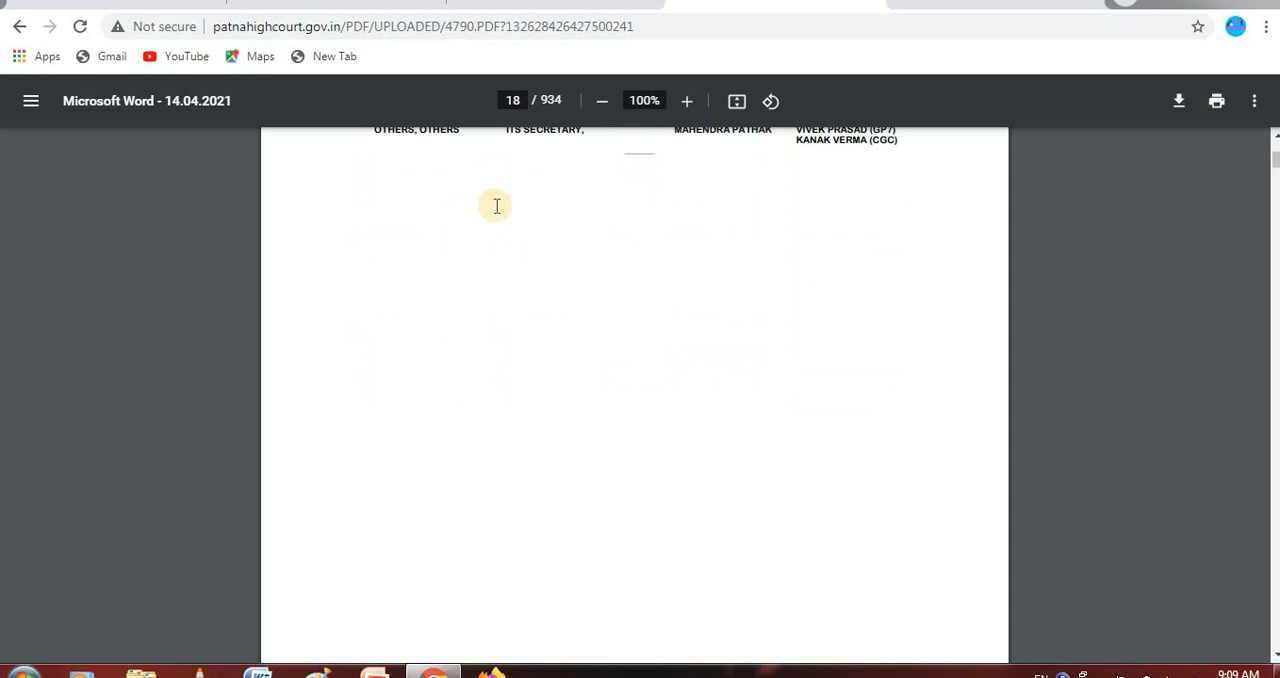 Not secure patnahighcourt.gov.in/PDF/UPLOADED/4790.PDF?132628426427500241
Apps Gmail YouTube Maps New Tab
Microsoft Word - 14.04.2021 18 / 934 100%
OTHERS, OTHERS ITS SECRETARY, MAHENDRA PATHAK VIVEK PRASAD (GP7)
KANAK VERMA (CGC)
EN 9:09 AM